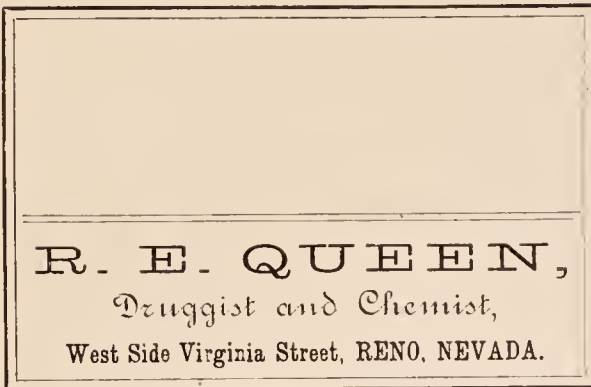 R. E. QUEEN,
Druggist and Chemist,
West Side Virginia Street, RENO, NEVADA.